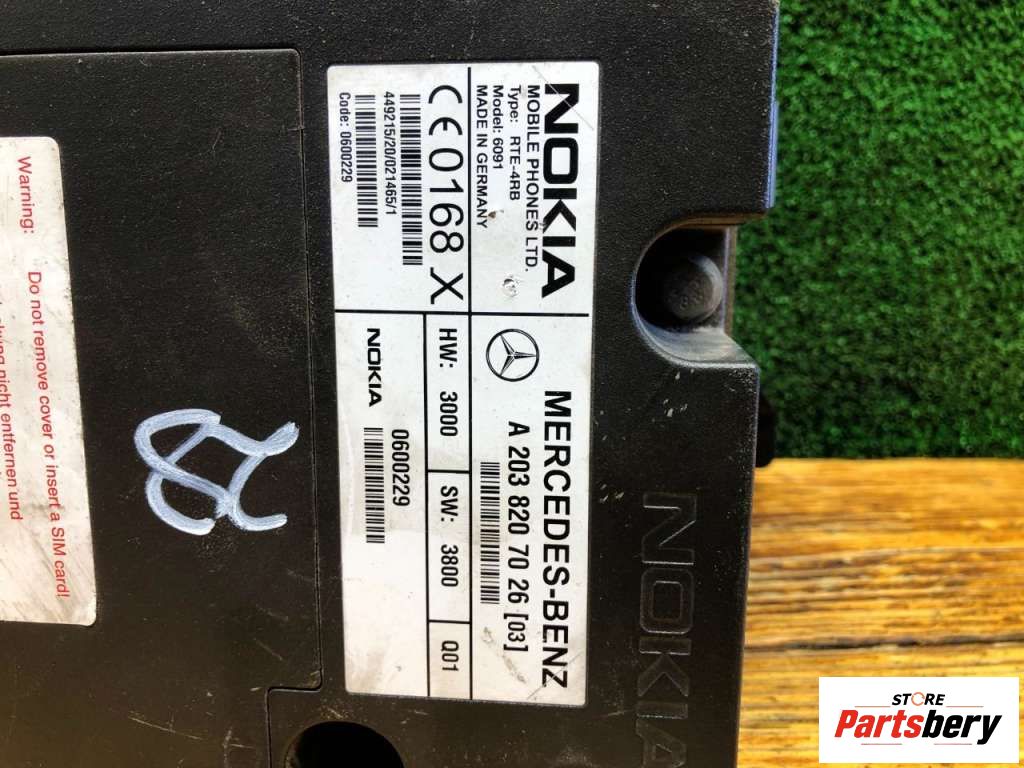 NOKIA
MOBILE PHONES LTD.
Type: RTE-4RB
Model: 6091
MADE IN GERMANY
CE0168 X
449215/20/021465/1
Code: 0600229
MERCEDES-BENZ
A 203 820 70 26 [03]
HW: 3000
SW: 3800
Q01
NOKIA
0600229
NOKIA
Warning:
Do not remove cover or insert a SIM card!
nicht entfernen und
STORE
Partsbery